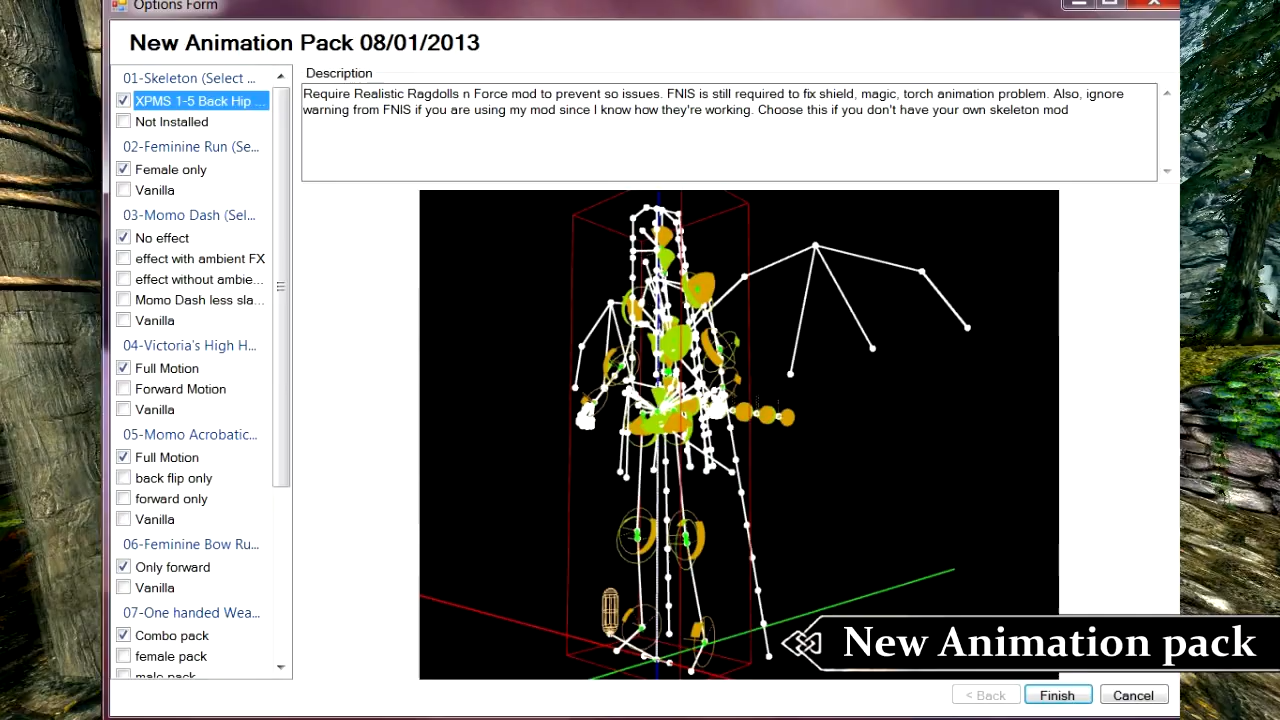 Options Form
New Animation Pack 08/01/2013
01-Skeleton (Select ...
XPMS 1-5 Back Hip ...
Not Installed
02-Feminine Run (Se...
Female only
Vanilla
03-Momo Dash (Sel...
No effect
effect with ambient FX
effect without ambie...
Momo Dash less sla...
Vanilla
04-Victoria's High H...
Full Motion
Forward Motion
Vanilla
05-Momo Acrobatic...
Full Motion
back flip only
forward only
Vanilla
06-Feminine Bow Ru...
Only forward
Vanilla
07-One handed Wea...
Combo pack
female pack
male pack
Description
Require Realistic Ragdolls n Force mod to prevent so issues. FNIS is still required to fix shield, magic, torch animation problem. Also, ignore
warning from FNIS if you are using my mod since I know how they're working. Choose this if you don't have your own skeleton mod
New Animation pack
< Back
Finish
Cancel